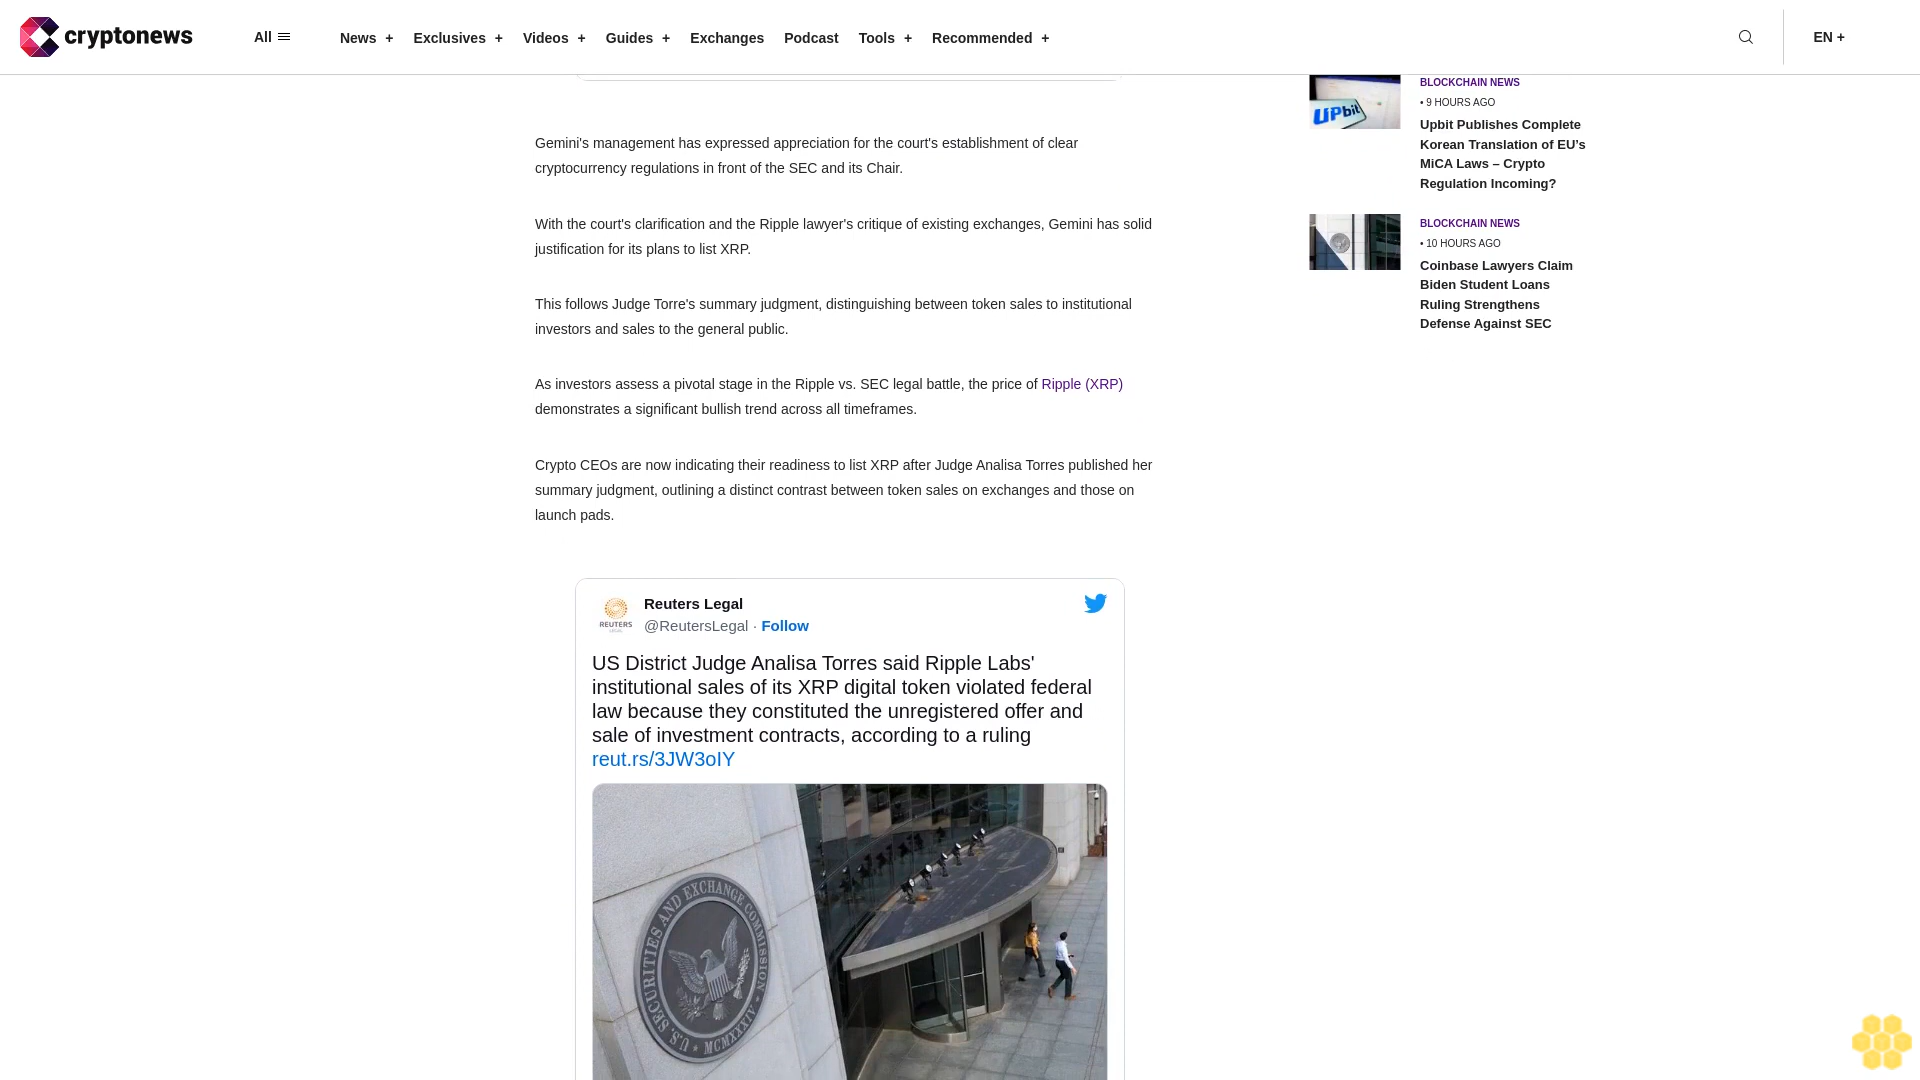 cryptonews
All
News +
Exclusives +
Videos +
Guides +
Exchanges
Podcast
Tools +
Recommended +
EN +
Gemini's management has expressed appreciation for the court's establishment of clear
cryptocurrency regulations in front of the SEC and its Chair.
With the court's clarification and the Ripple lawyer's critique of existing exchanges, Gemini has solid
justification for its plans to list XRP.
This follows Judge Torre's summary judgment, distinguishing between token sales to institutional
investors and sales to the general public.
As investors assess a pivotal stage in the Ripple vs. SEC legal battle, the price of Ripple (XRP)
demonstrates a significant bullish trend across all timeframes.
Crypto CEOs are now indicating their readiness to list XRP after Judge Analisa Torres published her
summary judgment, outlining a distinct contrast between token sales on exchanges and those on
launch pads.
REUTERS
Reuters Legal
@ReutersLegal · Follow
US District Judge Analisa Torres said Ripple Labs'
institutional sales of its XRP digital token violated federal
law because they constituted the unregistered offer and
sale of investment contracts, according to a ruling
reut.rs/3JW3oIY
U.S. SECURITIES AND EXCHANGE COMMISSION
MCMXXXIV
UPbit
BLOCKCHAIN NEWS
• 9 HOURS AGO
Upbit Publishes Complete
Korean Translation of EU's
MiCA Laws – Crypto
Regulation Incoming?
BLOCKCHAIN NEWS
• 10 HOURS AGO
Coinbase Lawyers Claim
Biden Student Loans
Ruling Strengthens
Defense Against SEC